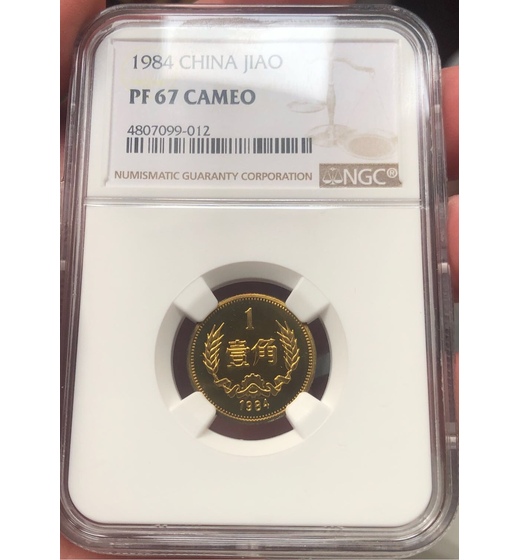 1984 CHINA JIAO
PF 67 CAMEO
4807099-012
NUMISMATIC GUARANTY CORPORATION
NGC®
1
壹角
1984